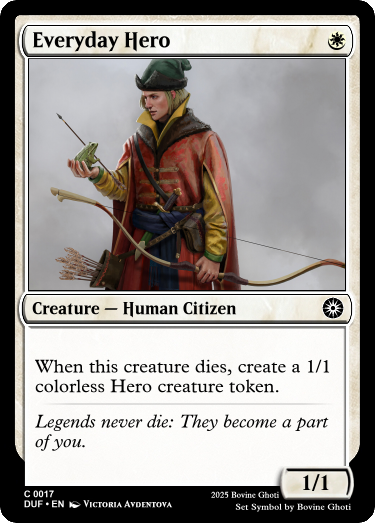 Everyday Hero
Creature — Human Citizen
When this creature dies, create a 1/1
colorless Hero creature token.
Legends never die: They become a part
of you.
1/1
C 0017
DUF • EN VICTORIA AVDENTOVA
2025 Bovine Ghoti
Set Symbol by Bovine Ghoti